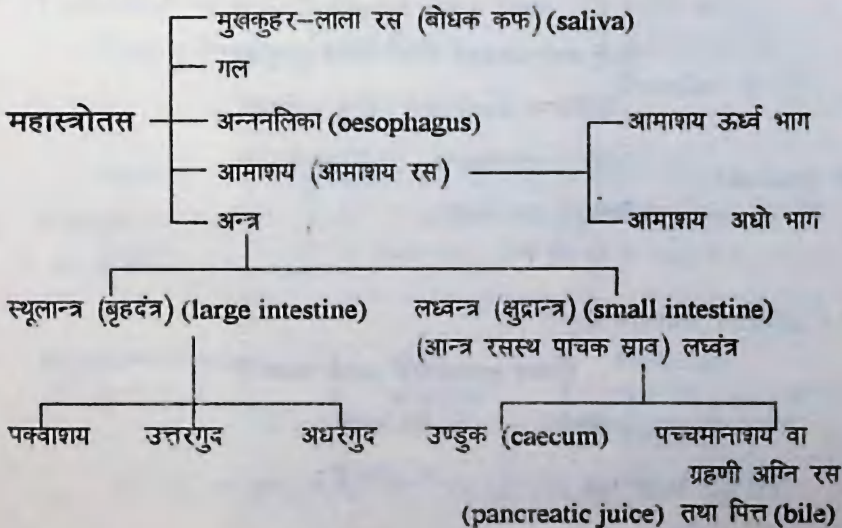 मुखकुहर–लाला रस (बोधक कफ) (saliva)
गल
महास्त्रोतस
अन्ननलिका (oesophagus)
आमाशय ऊर्ध्व भाग
आमाशय (आमाशय रस)
अन्त्र
आमाशय अधो भाग
स्थूलान्त्र (बृहदंत्र) (large intestine)
लघ्वन्त्र (क्षुद्रान्त्र) (small intestine)
(आन्त्र रसस्थ पाचक स्राव) लघ्वंत्र
पक्वाशय
उत्तरगुद
अधरगुद
उण्डुक (caecum)
पच्चमानाशय वा
ग्रहणी अग्नि रस
(pancreatic juice) तथा पित्त (bile)